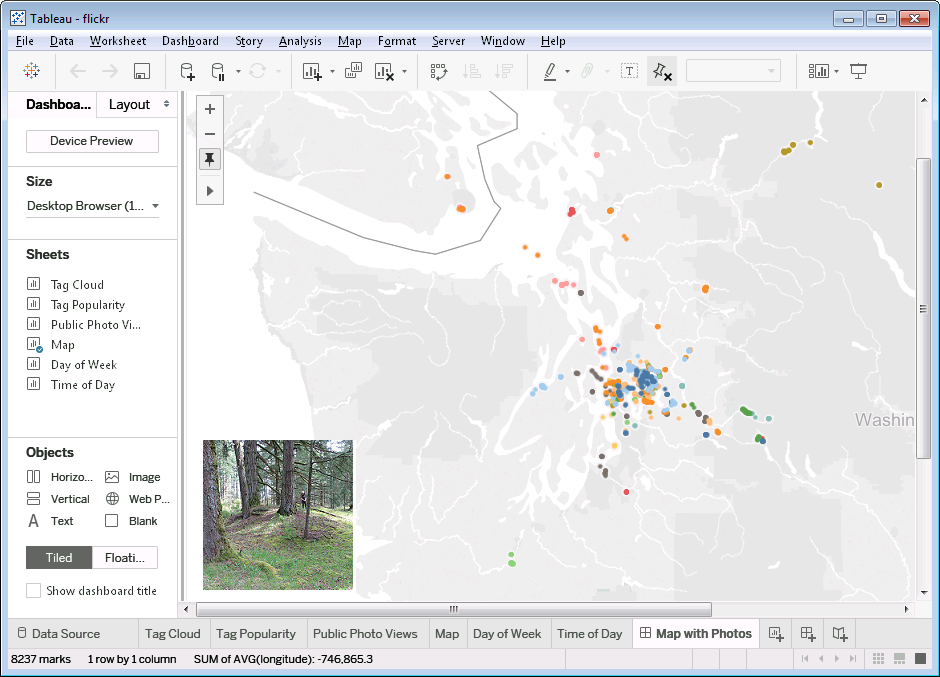 Tableau - flickr
File Data Worksheet Dashboard Story Analysis Map Format Server Window Help
Dashboa... Layout
Device Preview
Size
Desktop Browser (1...
Sheets
Tag Cloud
Tag Popularity
Public Photo Vi...
Map
Day of Week
Time of Day
Objects
Horizo... Image
Vertical Web P...
A Text Blank
Tiled Floati...
Show dashboard title
T
Washin
Data Source Tag Cloud Tag Popularity Public Photo Views Map Day of Week Time of Day Map with Photos
8237 marks 1 row by 1 column SUM of AVG(longitude): -746,865.3